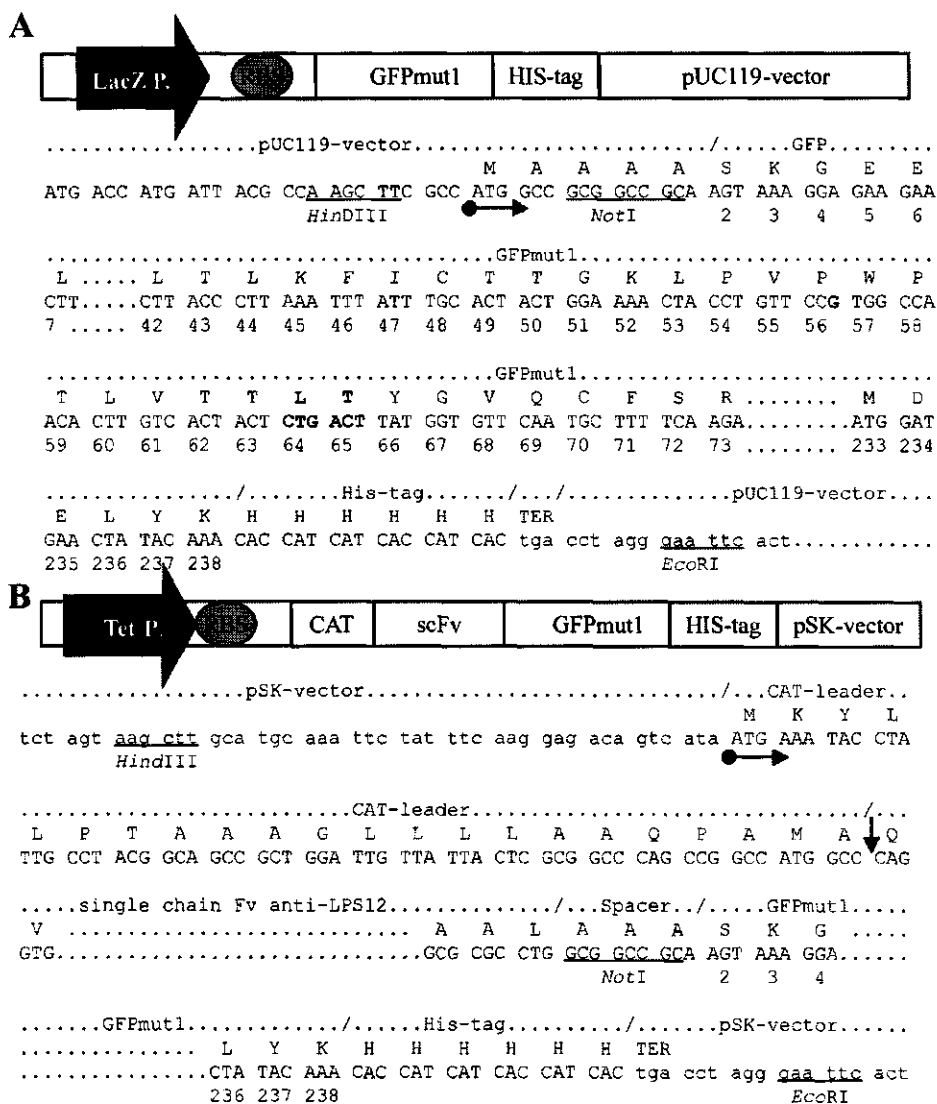 A
LacZ P. RBS GFPmut1 HIS-tag pUC119-vector
..................pUC119-vector........................../......GFP.........
M A A A A S K G E E
ATG ACC ATG ATT ACG CCA AGC TTC GCC ATG GCC GCG GCC GCA AGT AAA GGA GAA GAA
HinDIII NotI 2 3 4 5 6
......................................GFPmut1..............................
L ..... L T L K F I C T T G K L P V P W P
CTT.....CTT ACC CTT AAA TTT ATT TGC ACT ACT GGA AAA CTA CCT GTT CCG TGG CCA
7 ..... 42 43 44 45 46 47 48 49 50 51 52 53 54 55 56 57 58
......................................GFPmut1..............................
T L V T T L T Y G V Q C F S R ......... M D
ACA CTT GTC ACT ACT CTG ACT TAT GGT GTT CAA TGC TTT TCA AGA.........ATG GAT
59 60 61 62 63 64 65 66 67 68 69 70 71 72 73 ......... 233 234
................/........His-tag......../.../..............pUC119-vector....
E L Y K H H H H H H TER
GAA CTA TAC AAA CAC CAT CAT CAC CAT CAC tga cct agg gaa ttc act............
235 236 237 238 EcoRI
B
Tet P. RBS CAT scFv GFPmut1 HIS-tag pSK-vector
..................pSK-vector............................../...CAT-leader..
M K Y L
tct agt aag ctt gca tgc aaa ttc tat ttc aag gag aca gtc ata ATG AAA TAC CTA
HindIII
...........................CAT-leader................................/...
L P T A A A G L L L L A A Q P A M A Q
TTG CCT ACG GCA GCC GCT GGA TTG TTA TTA CTC GCG GCC CAG CCG GCC ATG GCC CAG
.....single chain Fv anti-LPS12............./...Spacer../.....GFPmut1.....
V ............................. A A L A A A S K G .....
GTG.............................GCG CGC CTG GCG GCC GCA AGT AAA GGA......
NotI 2 3 4
.......GFPmut1............/......His-tag............/.......pSK-vector.....
............... L Y K H H H H H H TER
...............CTA TAC AAA CAC CAT CAT CAC CAT CAC tga cct agg gaa ttc act
236 237 238 EcoRI